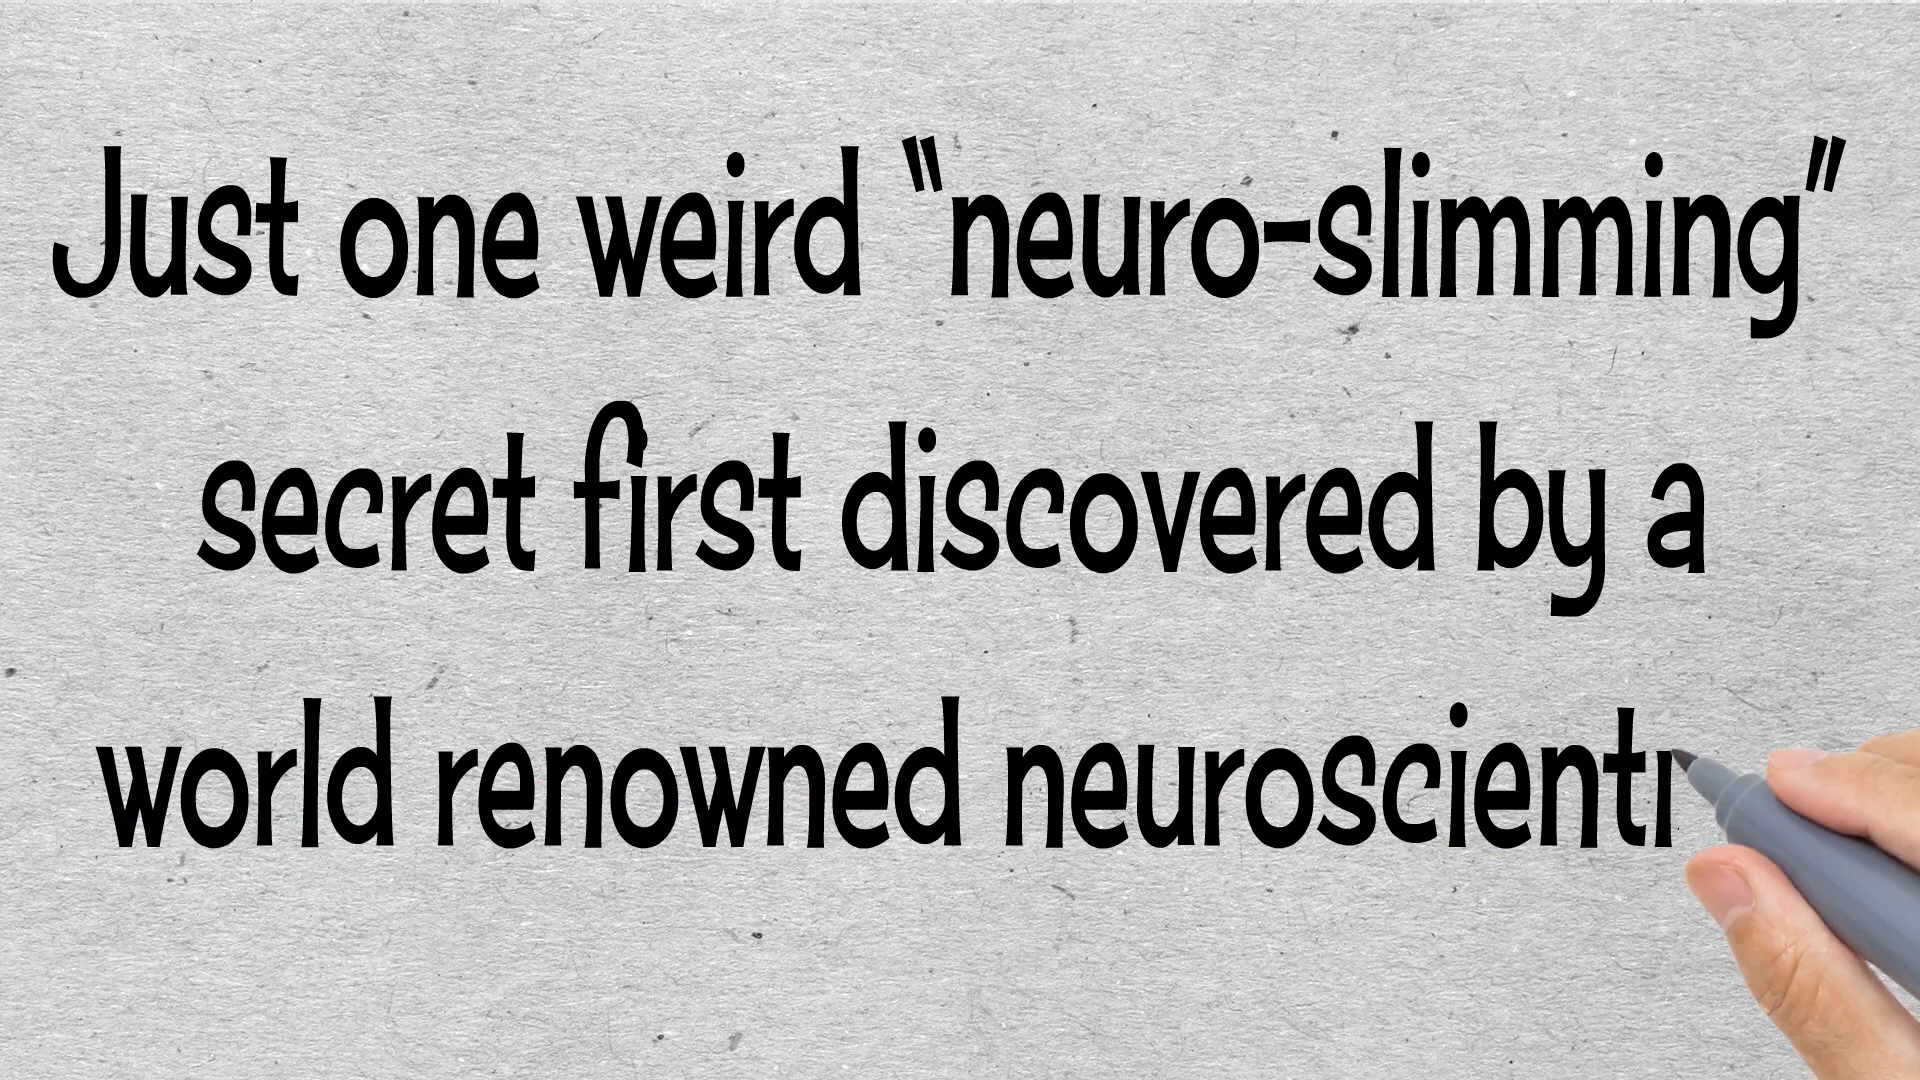 Just one weird "neuro-slimming"
secret first discovered by a
world renowned neuroscienti